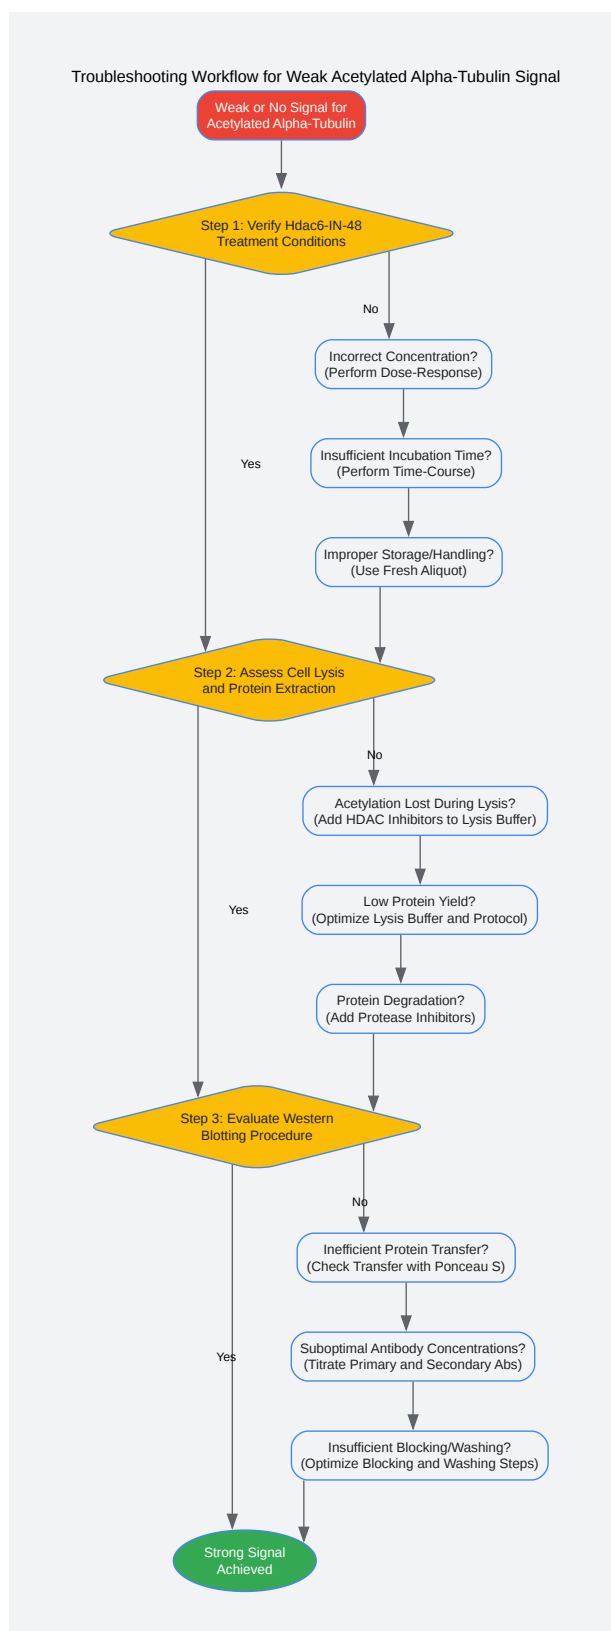 Troubleshooting Workflow for Weak Acetylated Alpha-Tubulin Signal
Weak or No Signal for
Acetylated Alpha-Tubulin
Step 1: Verify Hdac6-IN-48
Treatment Conditions
No
Incorrect Concentration?
(Perform Dose-Response)
Insufficient Incubation Time?
(Perform Time-Course)
Yes
Improper Storage/Handling?
(Use Fresh Aliquot)
Step 2: Assess Cell Lysis
and Protein Extraction
No
Acetylation Lost During Lysis?
(Add HDAC Inhibitors to Lysis Buffer)
Low Protein Yield?
(Optimize Lysis Buffer and Protocol)
Yes
Protein Degradation?
(Add Protease Inhibitors)
Step 3: Evaluate Western
Blotting Procedure
No
Inefficient Protein Transfer?
(Check Transfer with Ponceau S)
Suboptimal Antibody Concentrations?
(Titrate Primary and Secondary Abs)
Yes
Insufficient Blocking/Washing?
(Optimize Blocking and Washing Steps)
Strong Signal
Achieved